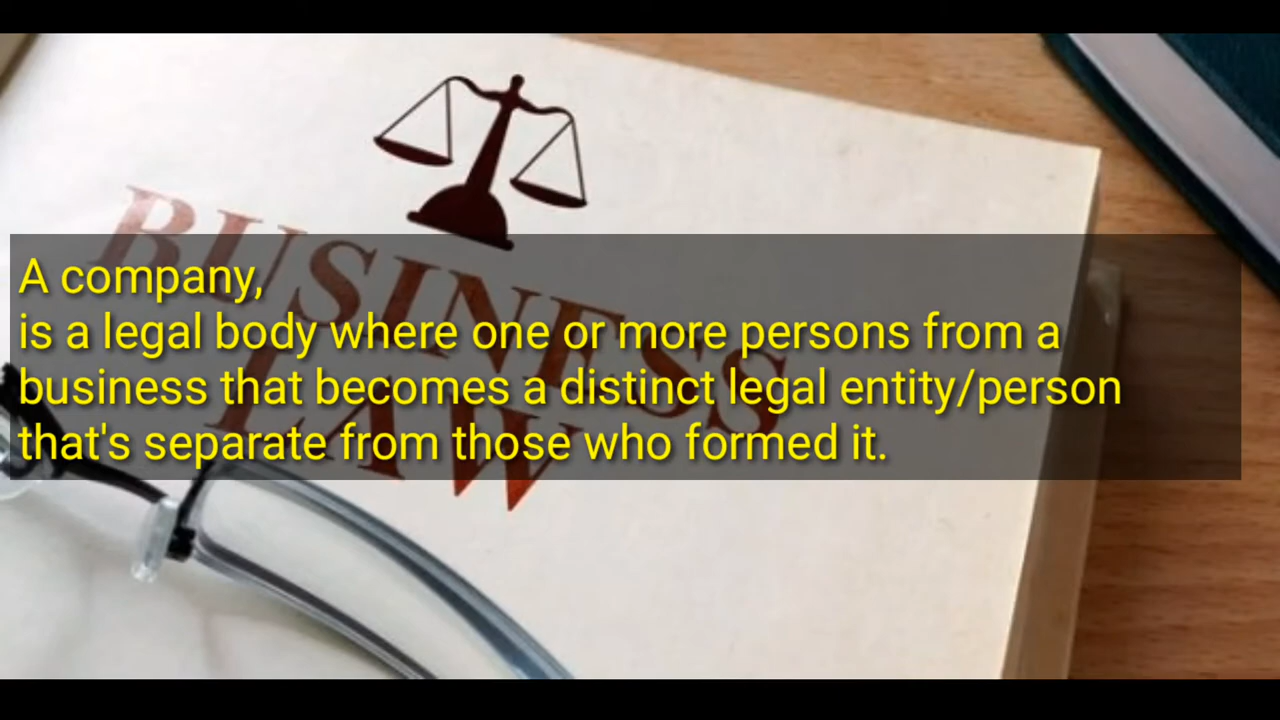 BUSINESS
LAW
A company,
is a legal body where one or more persons from a
business that becomes a distinct legal entity/person
that's separate from those who formed it.